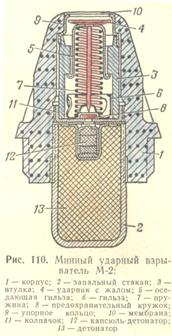 9
10
4
5
3
7
8
6
11
12
1
13
2
Рис. 110. Минный ударный взры-
ватель М-2:
1 — корпус; 2 — запальный стакан; 3 —
втулка; 4 — ударник с жалом; 5 — осе-
дающая гильза; 6 — гильза; 7 — пру-
жина; 8 — предохранительный кружок;
9 — упорное кольцо; 10 — мембрана;
11 — колпачок; 12 — капсюль-детонатор;
13 — детонатор